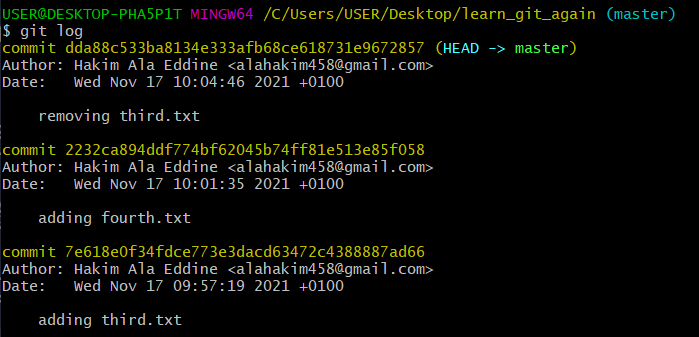 USER@DESKTOP-PHA5P1T MINGW64 /C/Users/USER/Desktop/learn_git_again (master)
$ git log
commit dda88c533ba8134e333afb68ce618731e9672857 (HEAD -> master)
Author: Hakim Ala Eddine <alahakim458@gmail.com>
Date:   Wed Nov 17 10:04:46 2021 +0100

    removing third.txt

commit 2232ca894ddf774bf62045b74ff81e513e85f058
Author: Hakim Ala Eddine <alahakim458@gmail.com>
Date:   Wed Nov 17 10:01:35 2021 +0100

    adding fourth.txt

commit 7e618e0f34fdce773e3dacd63472c4388887ad66
Author: Hakim Ala Eddine <alahakim458@gmail.com>
Date:   Wed Nov 17 09:57:19 2021 +0100

    adding third.txt